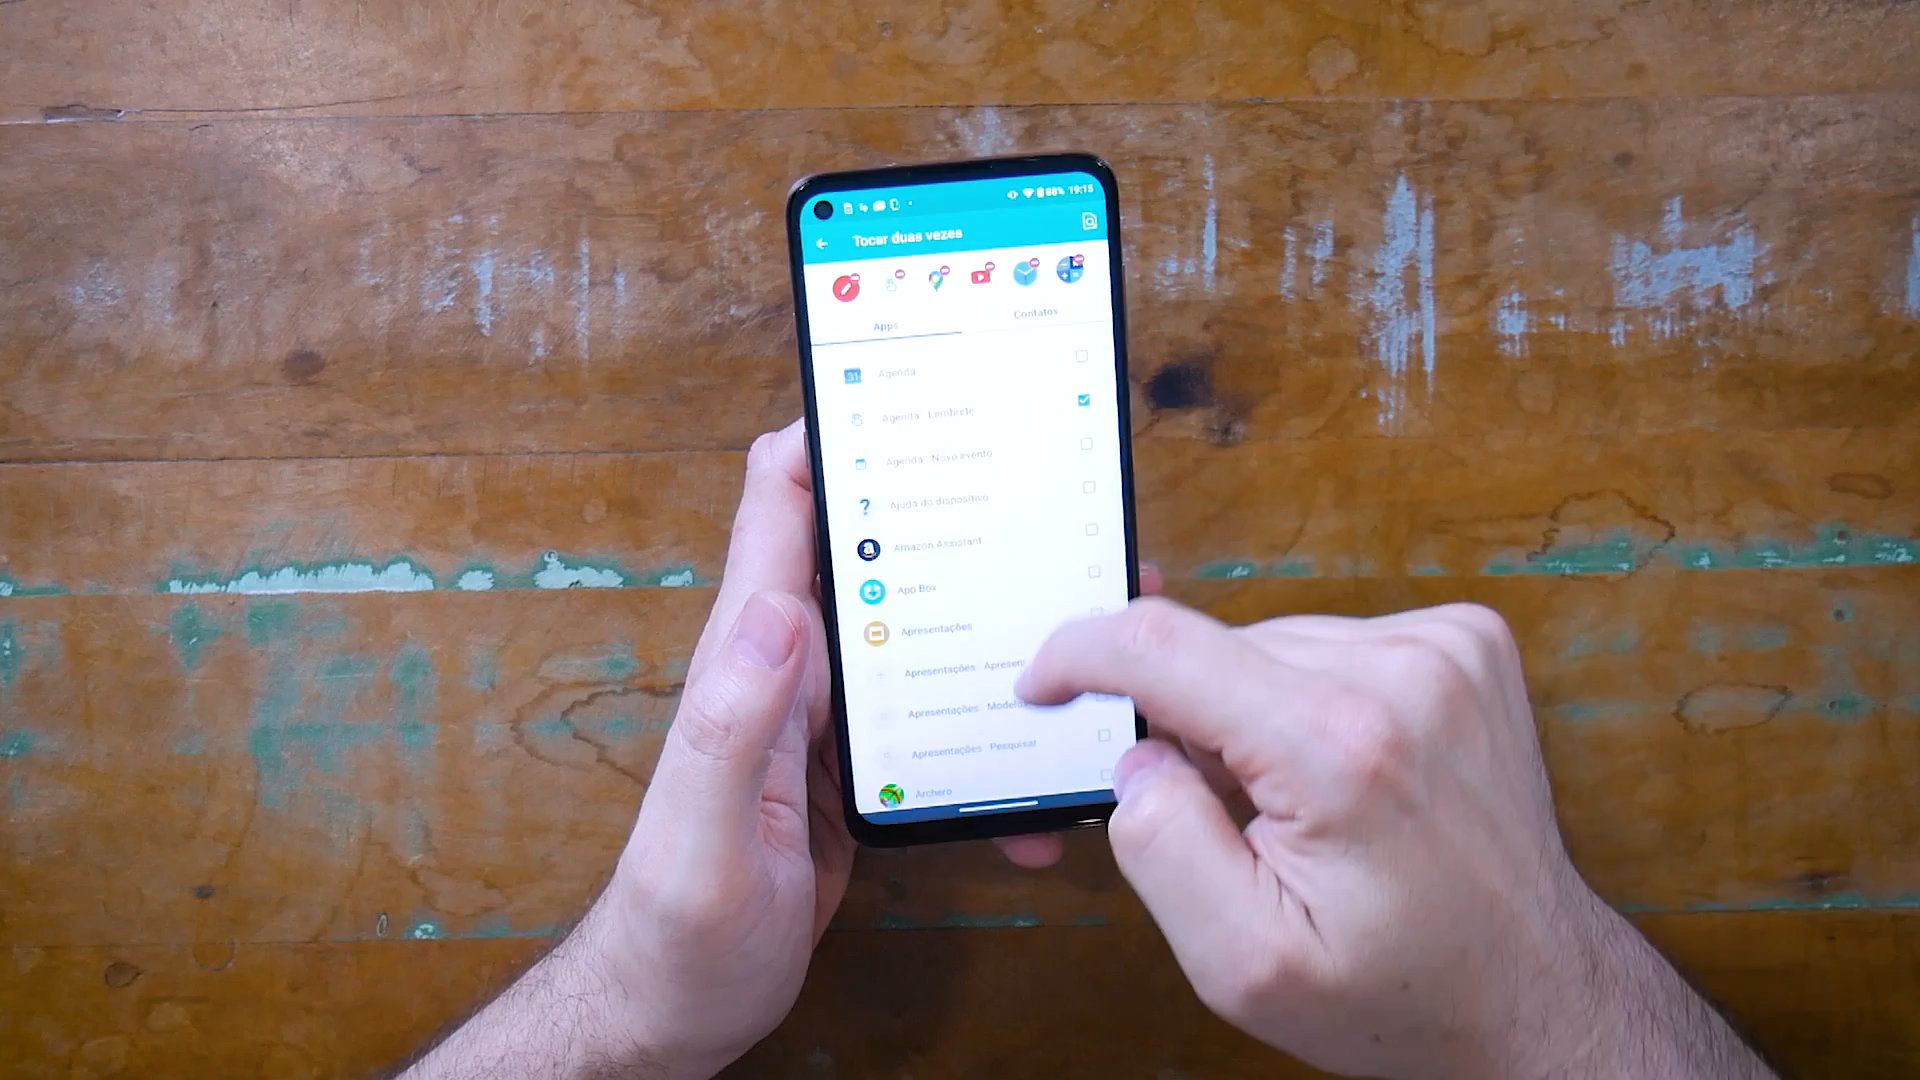 88% 19:15
Tocar duas vezes
Apps
Contatos
31 Agenda
Agenda Lembrete
Agenda Novo evento
? Ajuda do dispositivo
a Amazon Assistant
App Box
Apresentações
Apresentações Apresen
Apresentações Modelos
Apresentações Pesquisar
Archero